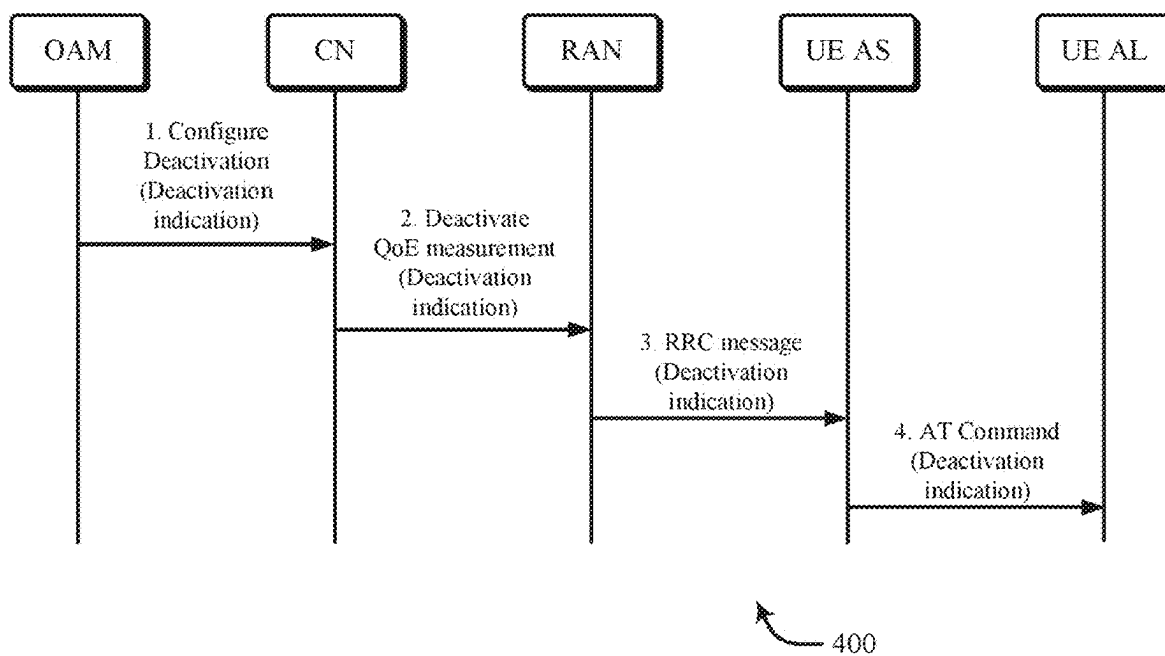 OAM
CN
RAN
UE AS
UE AL
1. Configure
Deactivation
(Deactivation
indication)
2. Deactivate
QoE measurement
(Deactivation
indication)
3. RRC message
(Deactivation
indication)
4. AT Command
(Deactivation
indication)
400